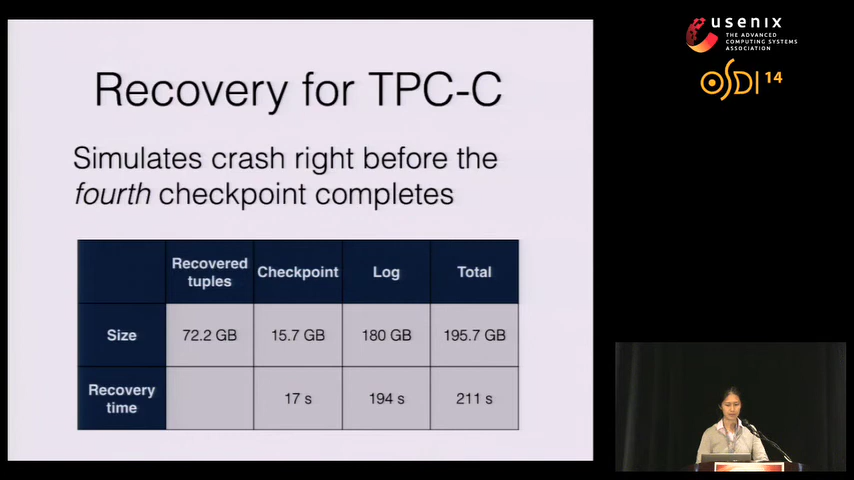 usenix
THE ADVANCED
COMPUTING SYSTEMS
ASSOCIATION
OSDI 14
Recovery for TPC-C
Simulates crash right before the
fourth checkpoint completes
Recovered tuples Checkpoint Log Total
Size 72.2 GB 15.7 GB 180 GB 195.7 GB
Recovery time 17 s 194 s 211 s